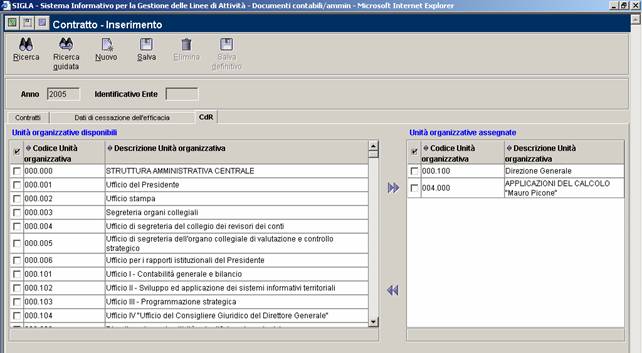 SIGLA - Sistema Informativo per la Gestione delle Linee di Attività - Documenti contabili/ammin - Microsoft Internet Explorer
Contratto - Inserimento
Ricerca Ricerca guidata Nuovo Salva Elimina Salva definitivo
Anno 2005 Identificativo Ente
Contratti Dati di cessazione dell'efficacia CdR
Unità organizzative disponibili
Codice Unità organizzativa Descrizione Unità organizzativa
000.000 STRUTTURA AMMINISTRATIVA CENTRALE
000.001 Ufficio del Presidente
000.002 Ufficio stampa
000.003 Segreteria organi collegiali
000.004 Ufficio di segreteria del collegio dei revisori dei conti
000.005 Ufficio di segreteria dell'organo collegiale di valutazione e controllo strategico
000.006 Ufficio per i rapporti istituzionali del Presidente
000.101 Ufficio I - Contabilità generale e bilancio
000.102 Ufficio II - Sviluppo ed applicazione dei sistemi informativi territoriali
000.103 Ufficio III - Programmazione strategica
000.104 Ufficio IV "Ufficio del Consigliere Giuridico del Direttore Generale"
Unità organizzative assegnate
Codice Unità organizzativa Descrizione Unità organizzativa
000.100 Direzione Generale
004.000 APPLICAZIONI DEL CALCOLO "Mauro Picone"